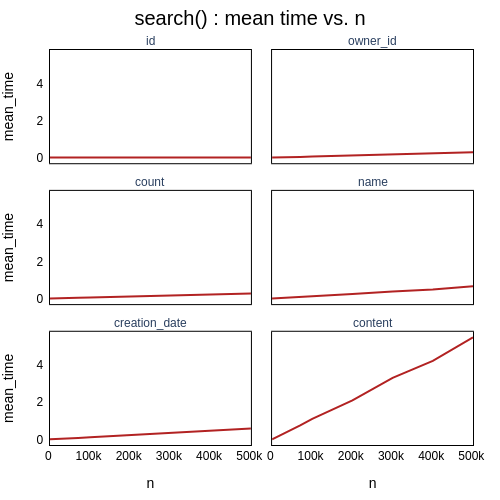 search() : mean time vs. n
id owner_id
mean_time
4
2
0
count name
mean_time
4
2
0
creation_date content
mean_time
4
2
0
0 100k 200k 300k 400k 500k 0 100k 200k 300k 400k 500k
n n